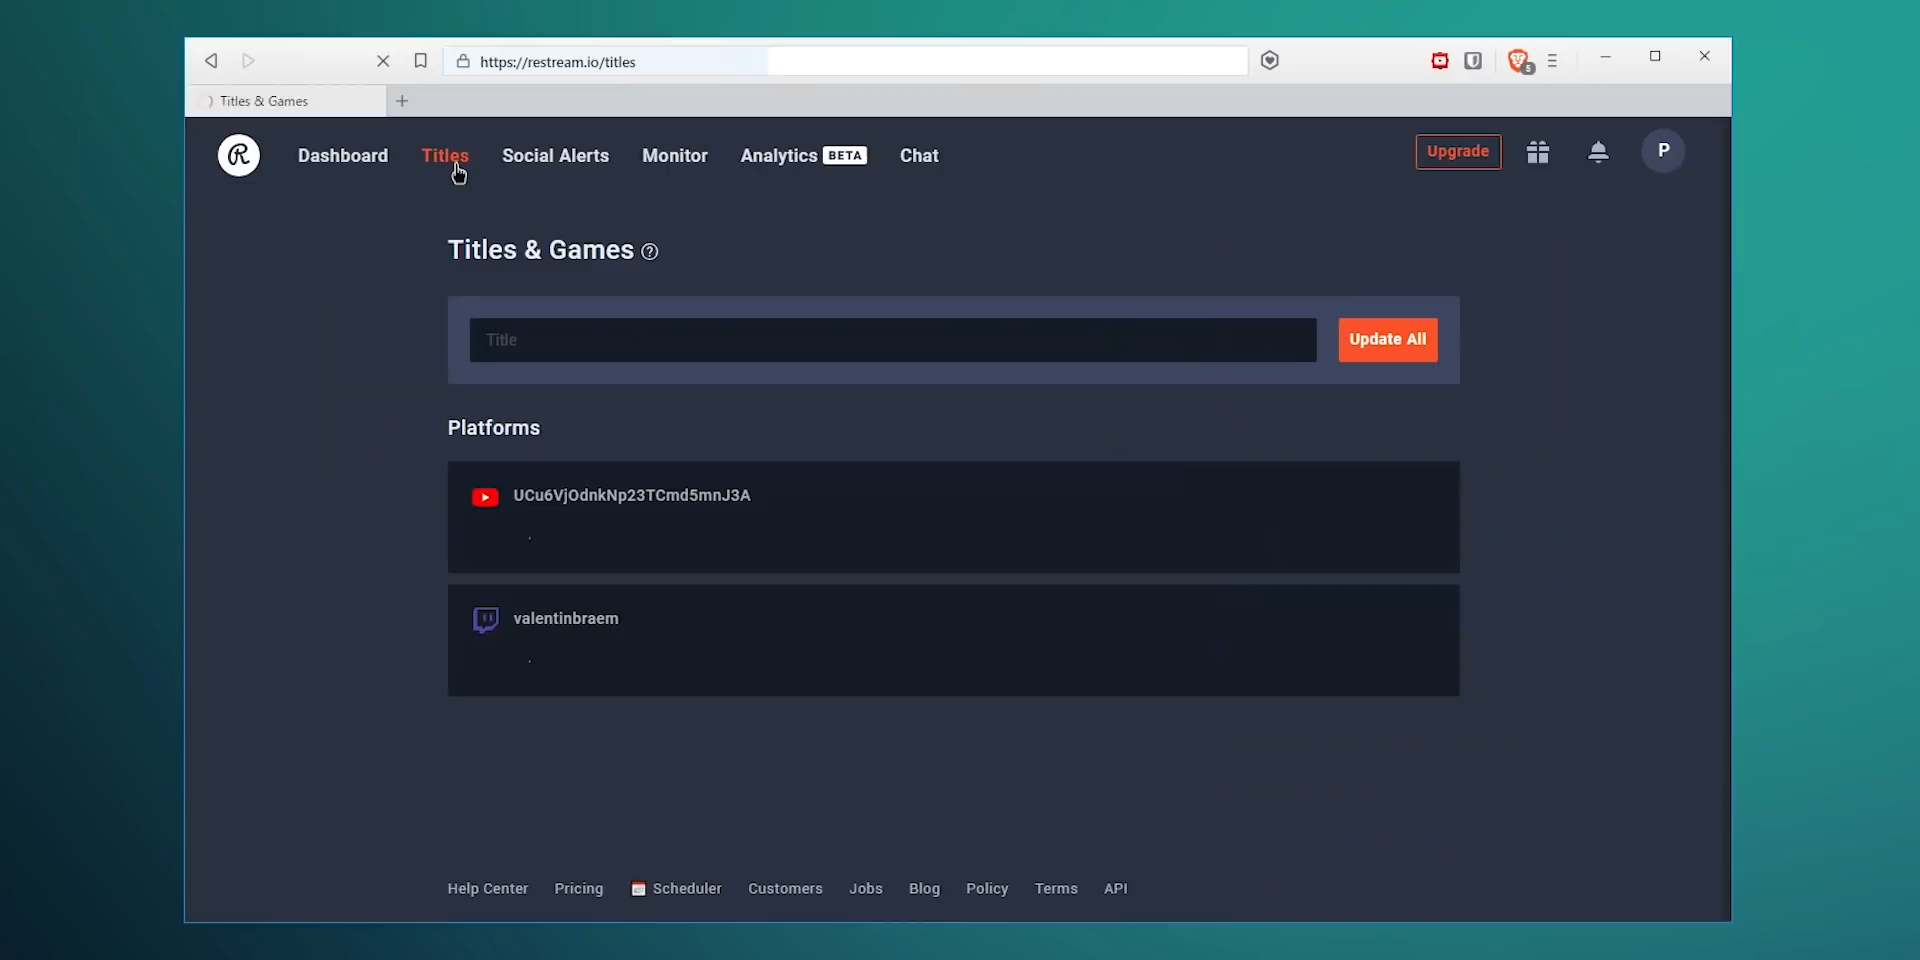 https://restream.io/titles
Titles & Games
Dashboard Titles Social Alerts Monitor Analytics BETA Chat Upgrade P
Titles & Games
Title Update All
Platforms
UCu6VjOdnkNp23TCmd5mnJ3A
valentinbraem
Help Center Pricing Scheduler Customers Jobs Blog Policy Terms API